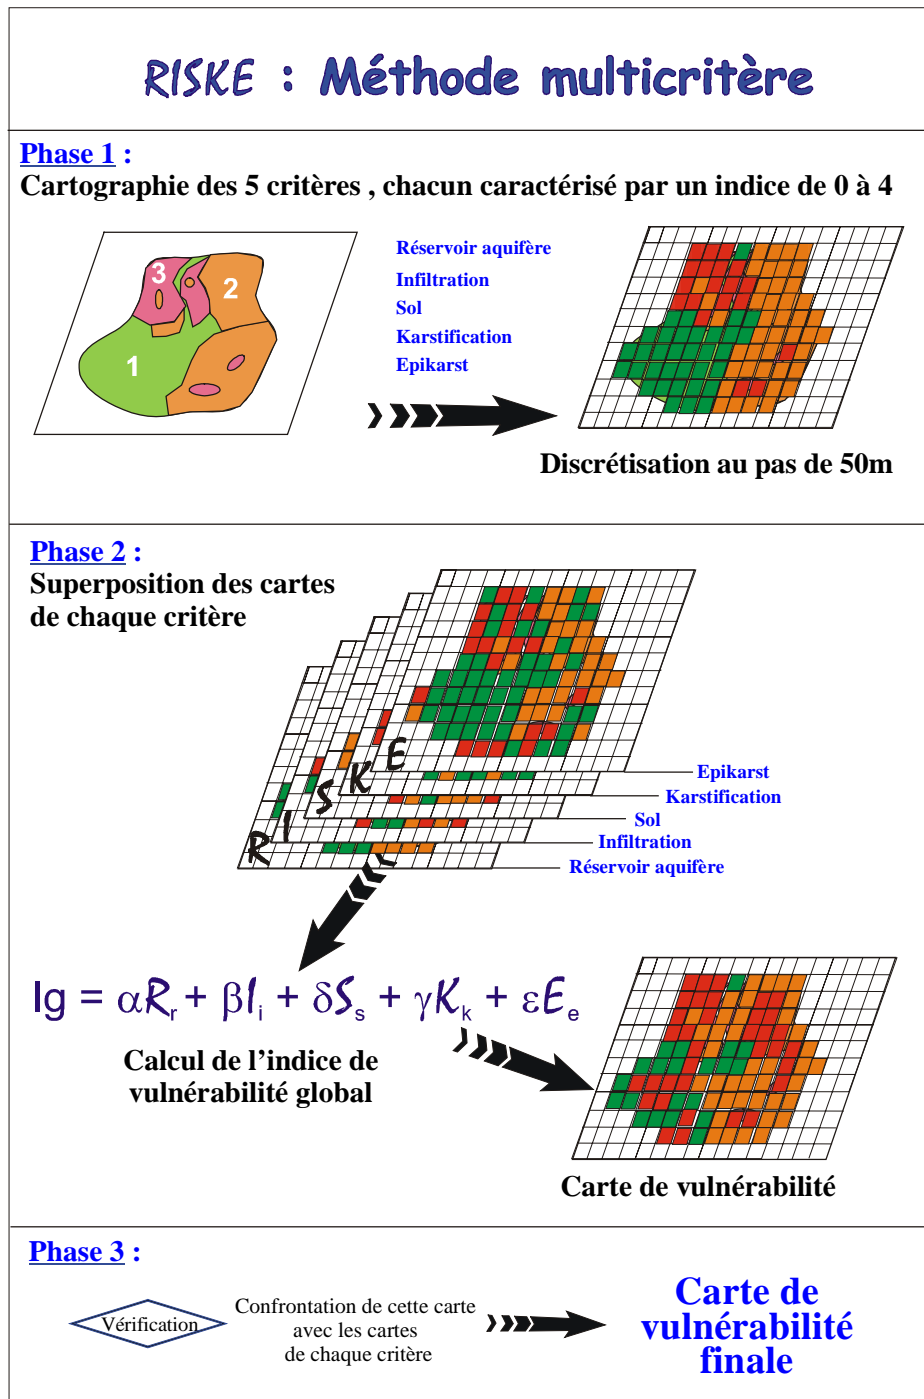 RISKE : Méthode multicritère
Phase 1 :
Cartographie des 5 critères , chacun caractérisé par un indice de 0 à 4
3
2
1
Réservoir aquifère
Infiltration
Sol
Karstification
Epikarst
Discrétisation au pas de 50m
Phase 2 :
Superposition des cartes
de chaque critère
E
K
S
I
R
Epikarst
Karstification
Sol
Infiltration
Réservoir aquifère
Ig = αRᵣ + βIᵢ + δSₛ + γKₖ + εEₑ
Calcul de l’indice de
vulnérabilité global
Carte de vulnérabilité
Phase 3 :
Vérification
Confrontation de cette carte
avec les cartes
de chaque critère
Carte de
vulnérabilité
finale